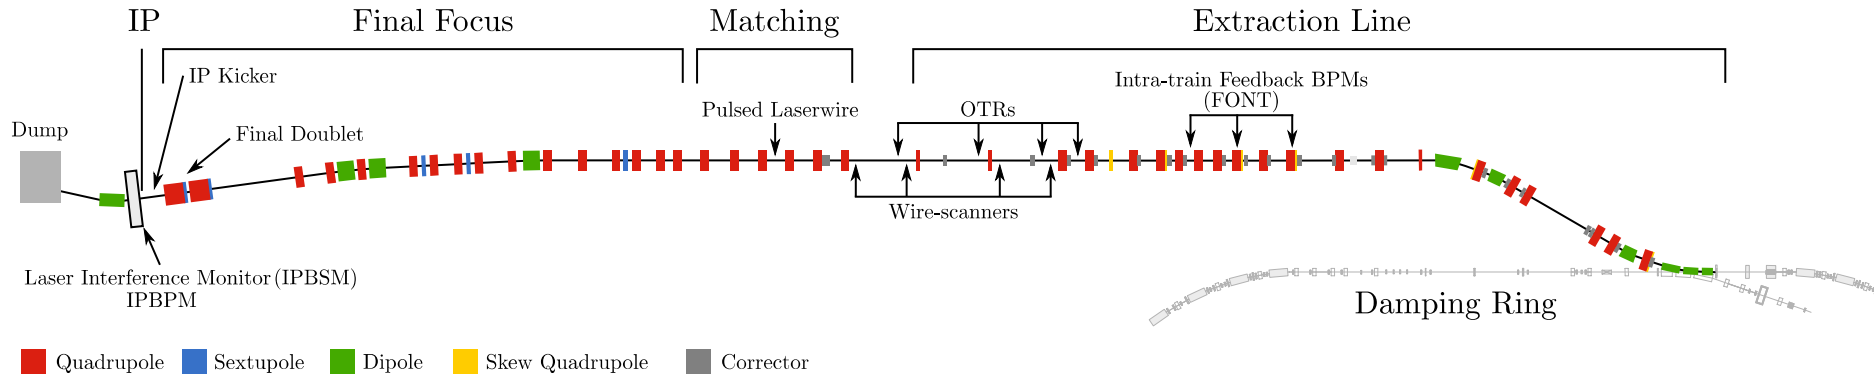 IP
Final Focus
Matching
Extraction Line
IP Kicker
Final Doublet
Dump
Pulsed Laserwire
OTRs
Intra-train Feedback BPMs
(FONT)
Wire-scanners
Laser Interference Monitor (IPBSM)
IPBPM
Damping Ring
Quadrupole
Sextupole
Dipole
Skew Quadrupole
Corrector